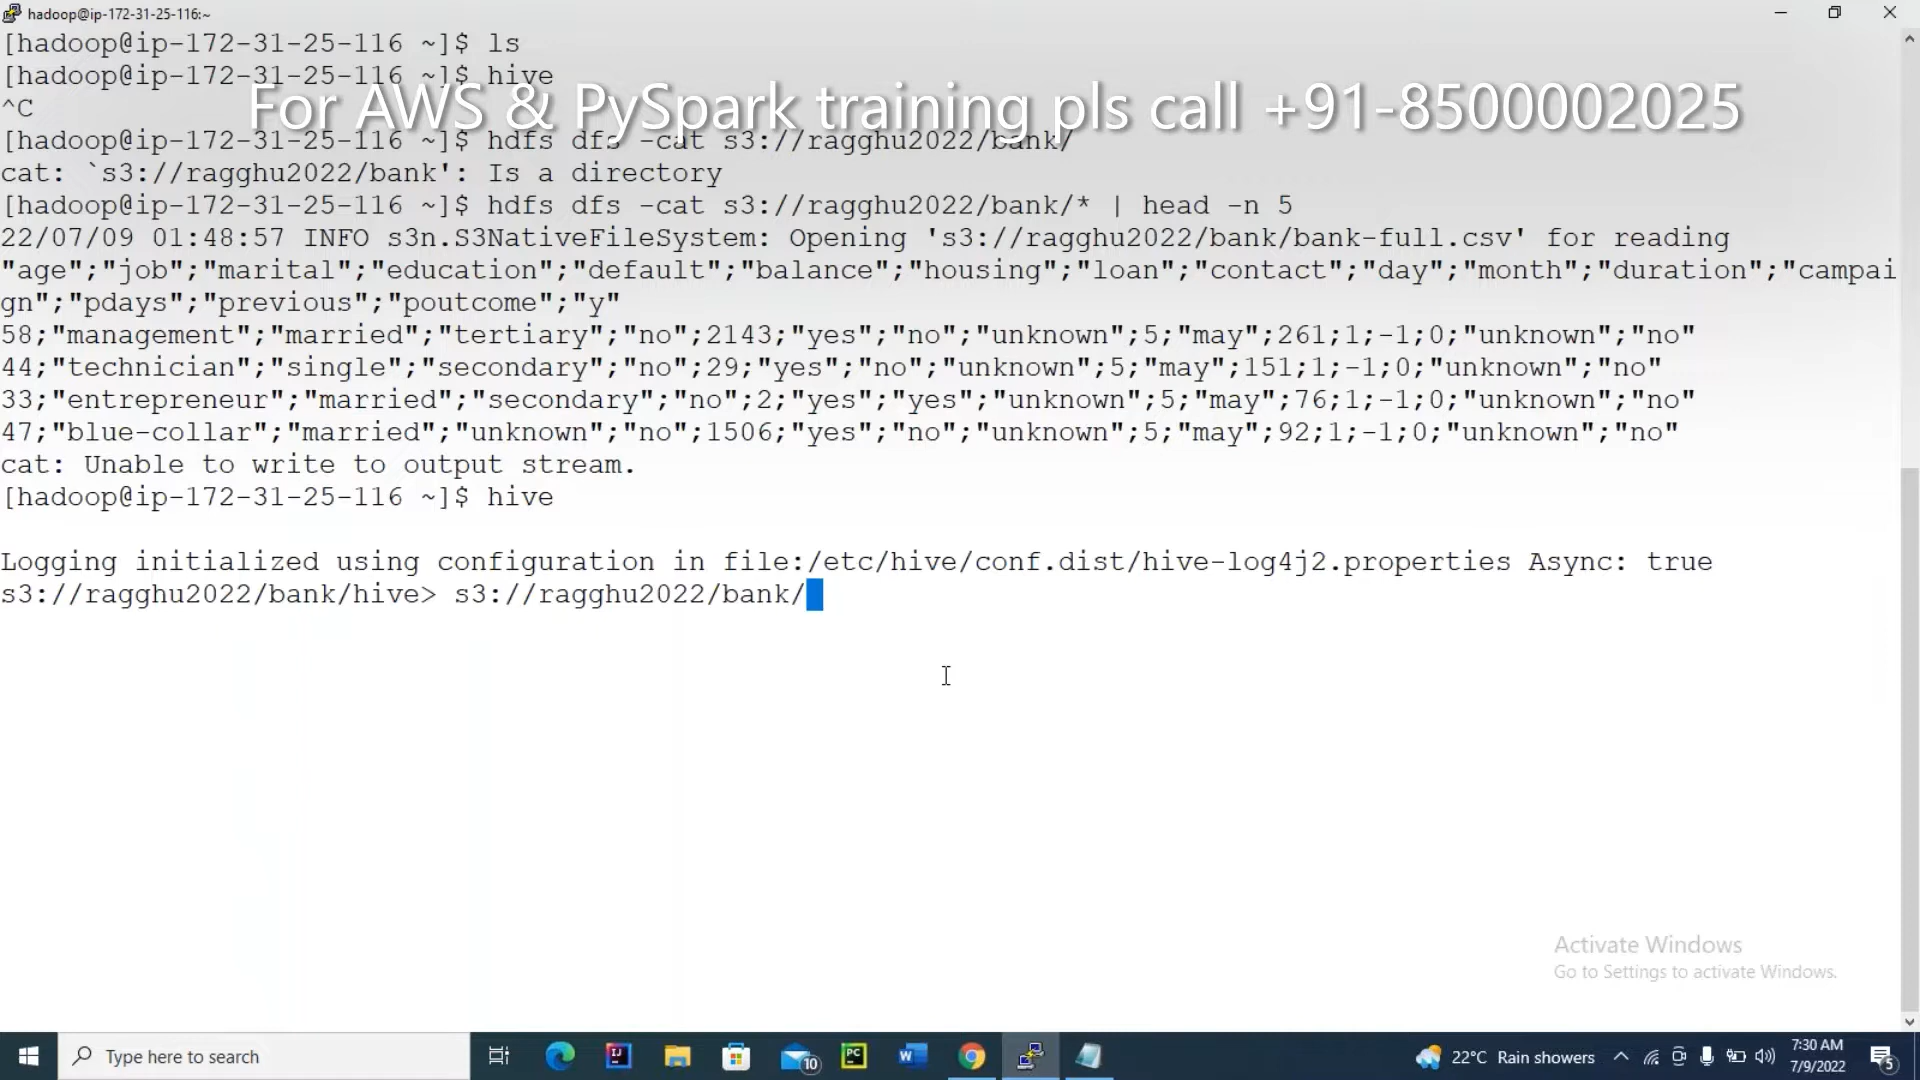 hadoop@ip-172-31-25-116:~
[hadoop@ip-172-31-25-116 ~]$ ls
[hadoop@ip-172-31-25-116 ~]$ hive
For AWS & PySpark training pls call +91-8500002025
^C
[hadoop@ip-172-31-25-116 ~]$ hdfs dfs -cat s3://ragghu2022/bank/
cat: `s3://ragghu2022/bank': Is a directory
[hadoop@ip-172-31-25-116 ~]$ hdfs dfs -cat s3://ragghu2022/bank/* | head -n 5
22/07/09 01:48:57 INFO s3n.S3NativeFileSystem: Opening 's3://ragghu2022/bank/bank-full.csv' for reading
"age";"job";"marital";"education";"default";"balance";"housing";"loan";"contact";"day";"month";"duration";"campai
gn";"pdays";"previous";"poutcome";"y"
58;"management";"married";"tertiary";"no";2143;"yes";"no";"unknown";5;"may";261;1;-1;0;"unknown";"no"
44;"technician";"single";"secondary";"no";29;"yes";"no";"unknown";5;"may";151;1;-1;0;"unknown";"no"
33;"entrepreneur";"married";"secondary";"no";2;"yes";"yes";"unknown";5;"may";76;1;-1;0;"unknown";"no"
47;"blue-collar";"married";"unknown";"no";1506;"yes";"no";"unknown";5;"may";92;1;-1;0;"unknown";"no"
cat: Unable to write to output stream.
[hadoop@ip-172-31-25-116 ~]$ hive
Logging initialized using configuration in file:/etc/hive/conf.dist/hive-log4j2.properties Async: true
s3://ragghu2022/bank/hive> s3://ragghu2022/bank/
Activate Windows
Go to Settings to activate Windows.
Type here to search
10
22°C Rain showers
7:30 AM
7/9/2022
5